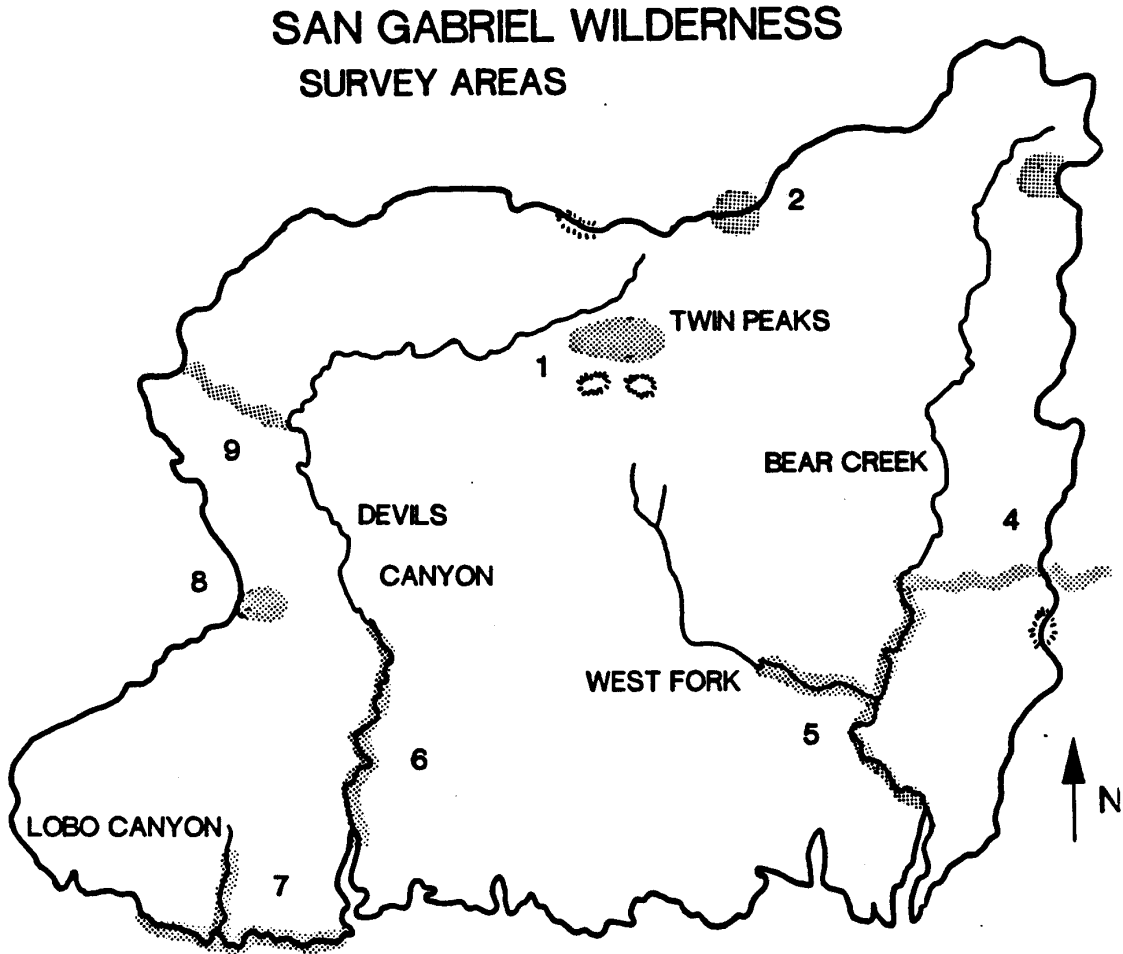 SAN GABRIEL WILDERNESS
SURVEY AREAS
2
TWIN PEAKS
1
9
BEAR CREEK
DEVILS
4
CANYON
8
WEST FORK
5
6
N
LOBO CANYON
7